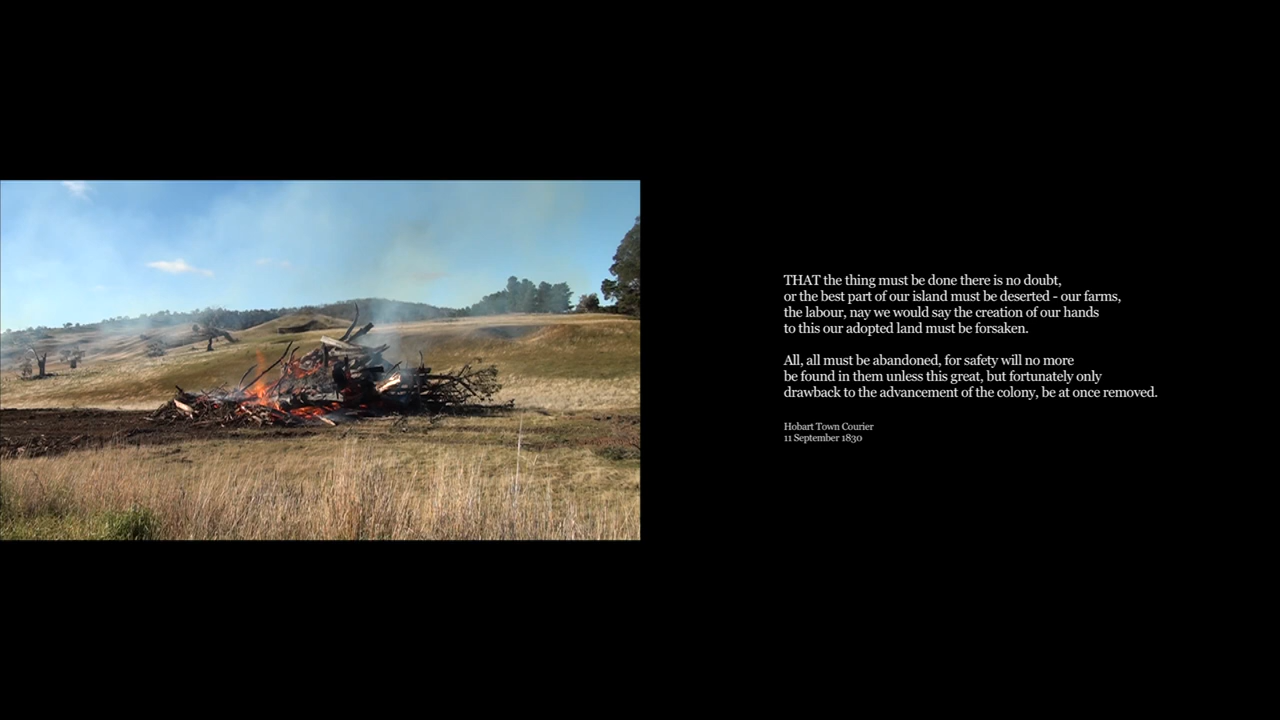 THAT the thing must be done there is no doubt,
or the best part of our island must be deserted - our farms,
the labour, nay we would say the creation of our hands
to this our adopted land must be forsaken.
All, all must be abandoned, for safety will no more
be found in them unless this great, but fortunately only
drawback to the advancement of the colony, be at once removed.
Hobart Town Courier
11 September 1830